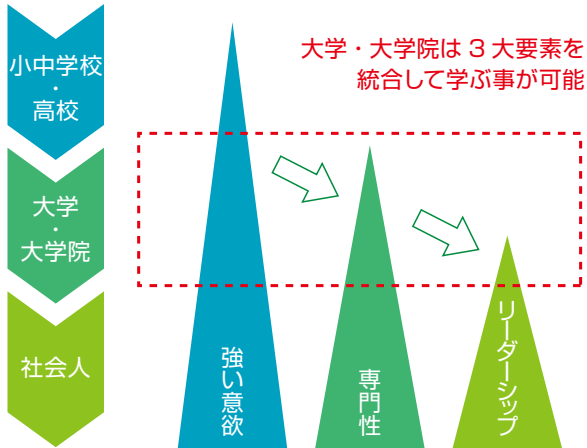 大学・大学院は3大要素を
統合して学ぶ事が可能
小中学校
・
高校
大学
・
大学院
社会人
強い意欲
専門性
リーダーシップ